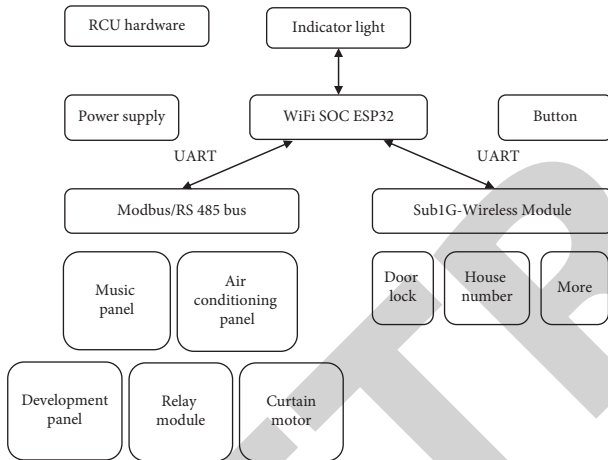 RCU hardware
Indicator light
Power supply
WiFi SOC ESP32
Button
UART
UART
Modbus/RS 485 bus
Sub1G-Wireless Module
Music
panel
Air
conditioning
panel
Door
lock
House
number
More
Development
panel
Relay
module
Curtain
motor